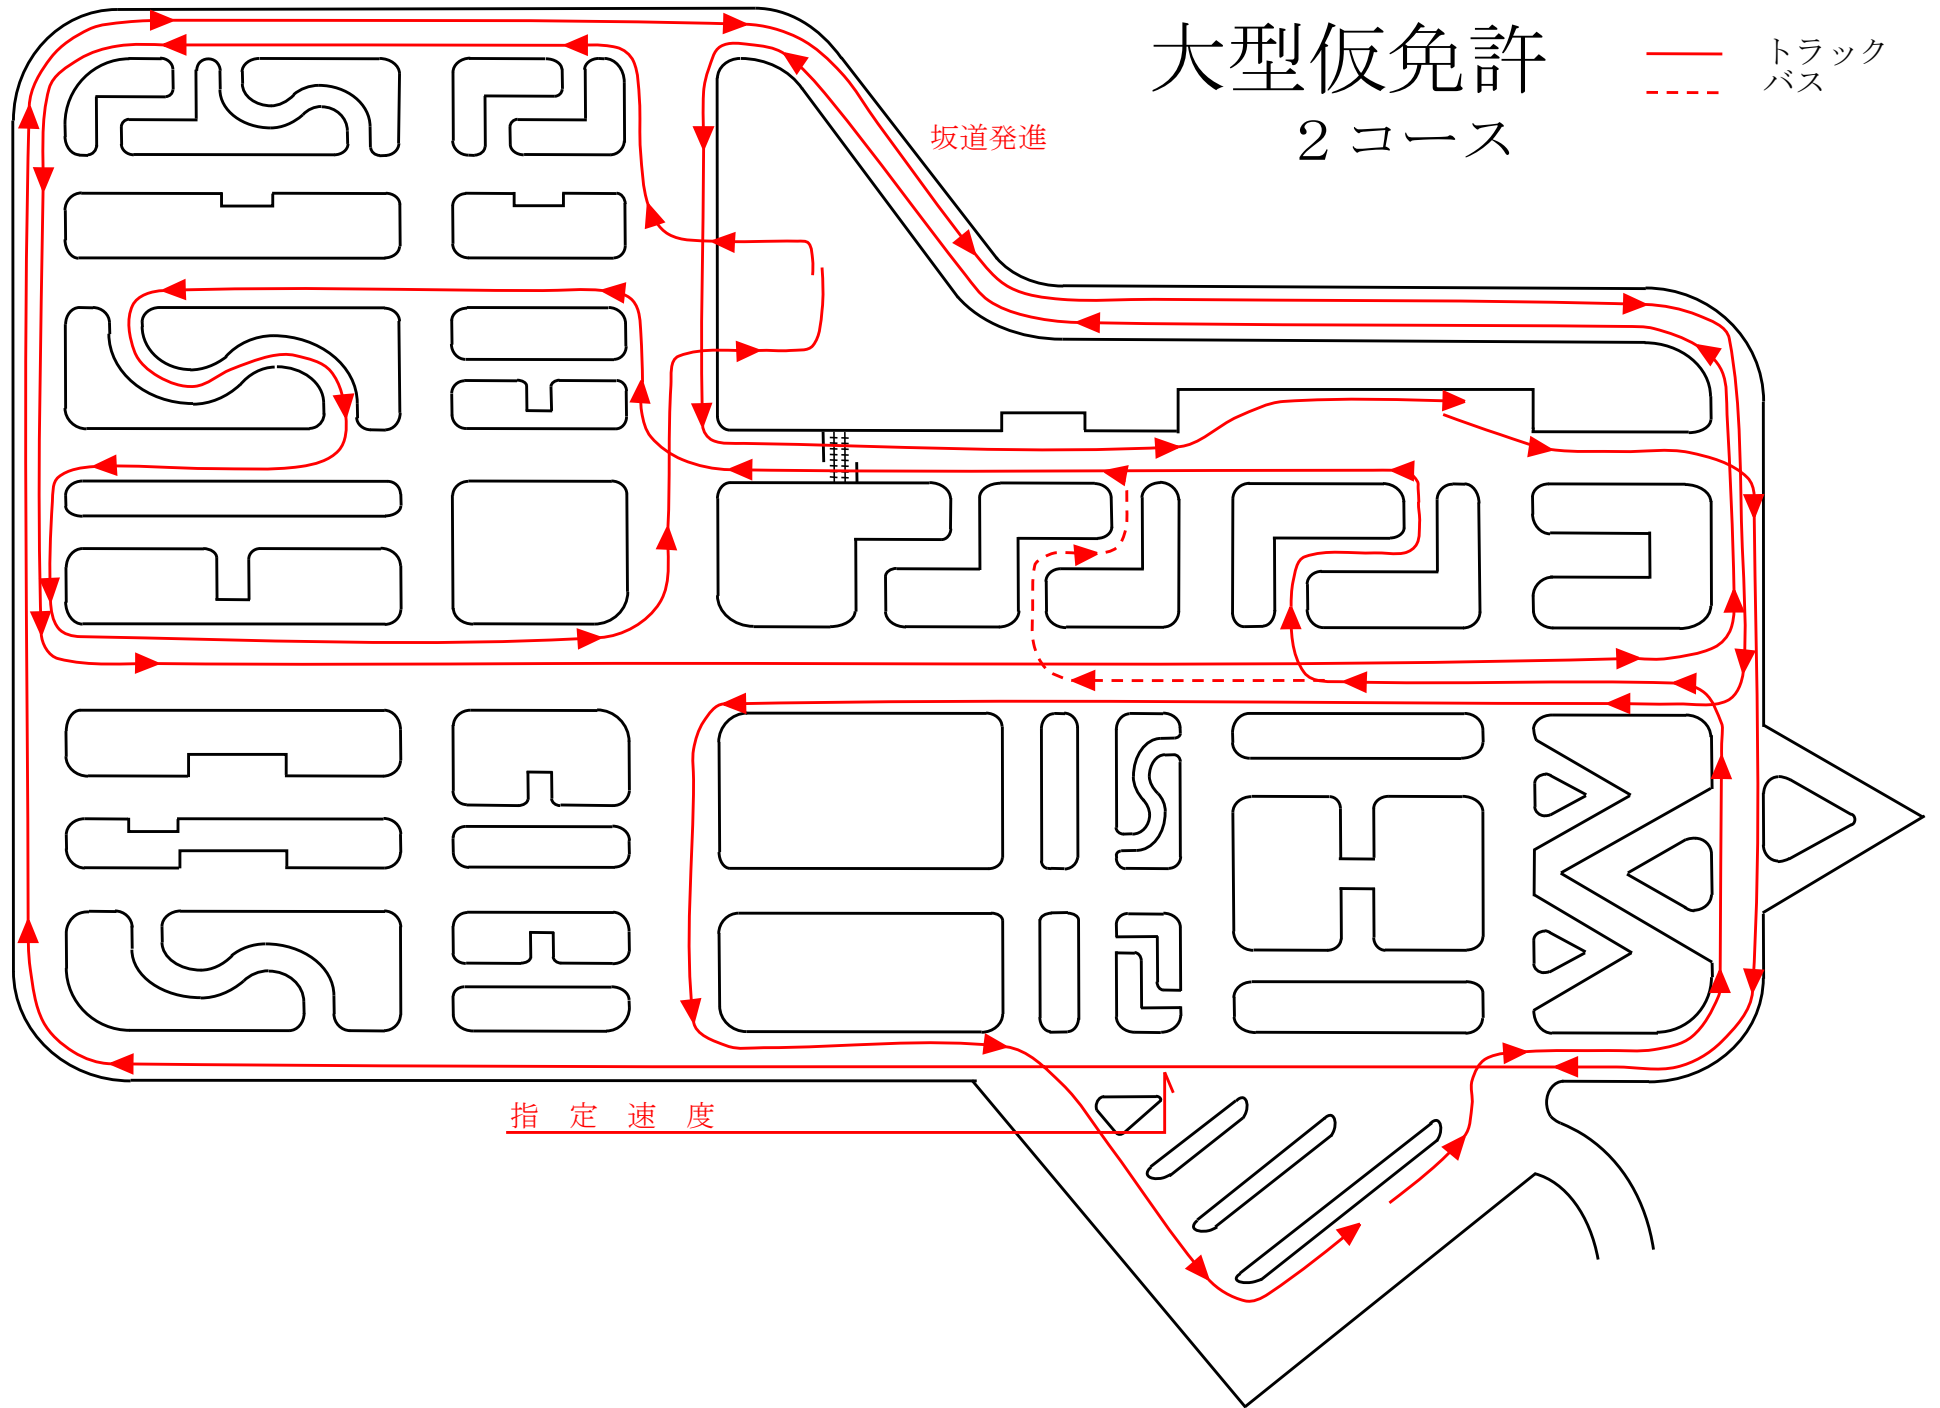 大型仮免許
2コース
トラック
バス
坂道発進
指 定 速 度